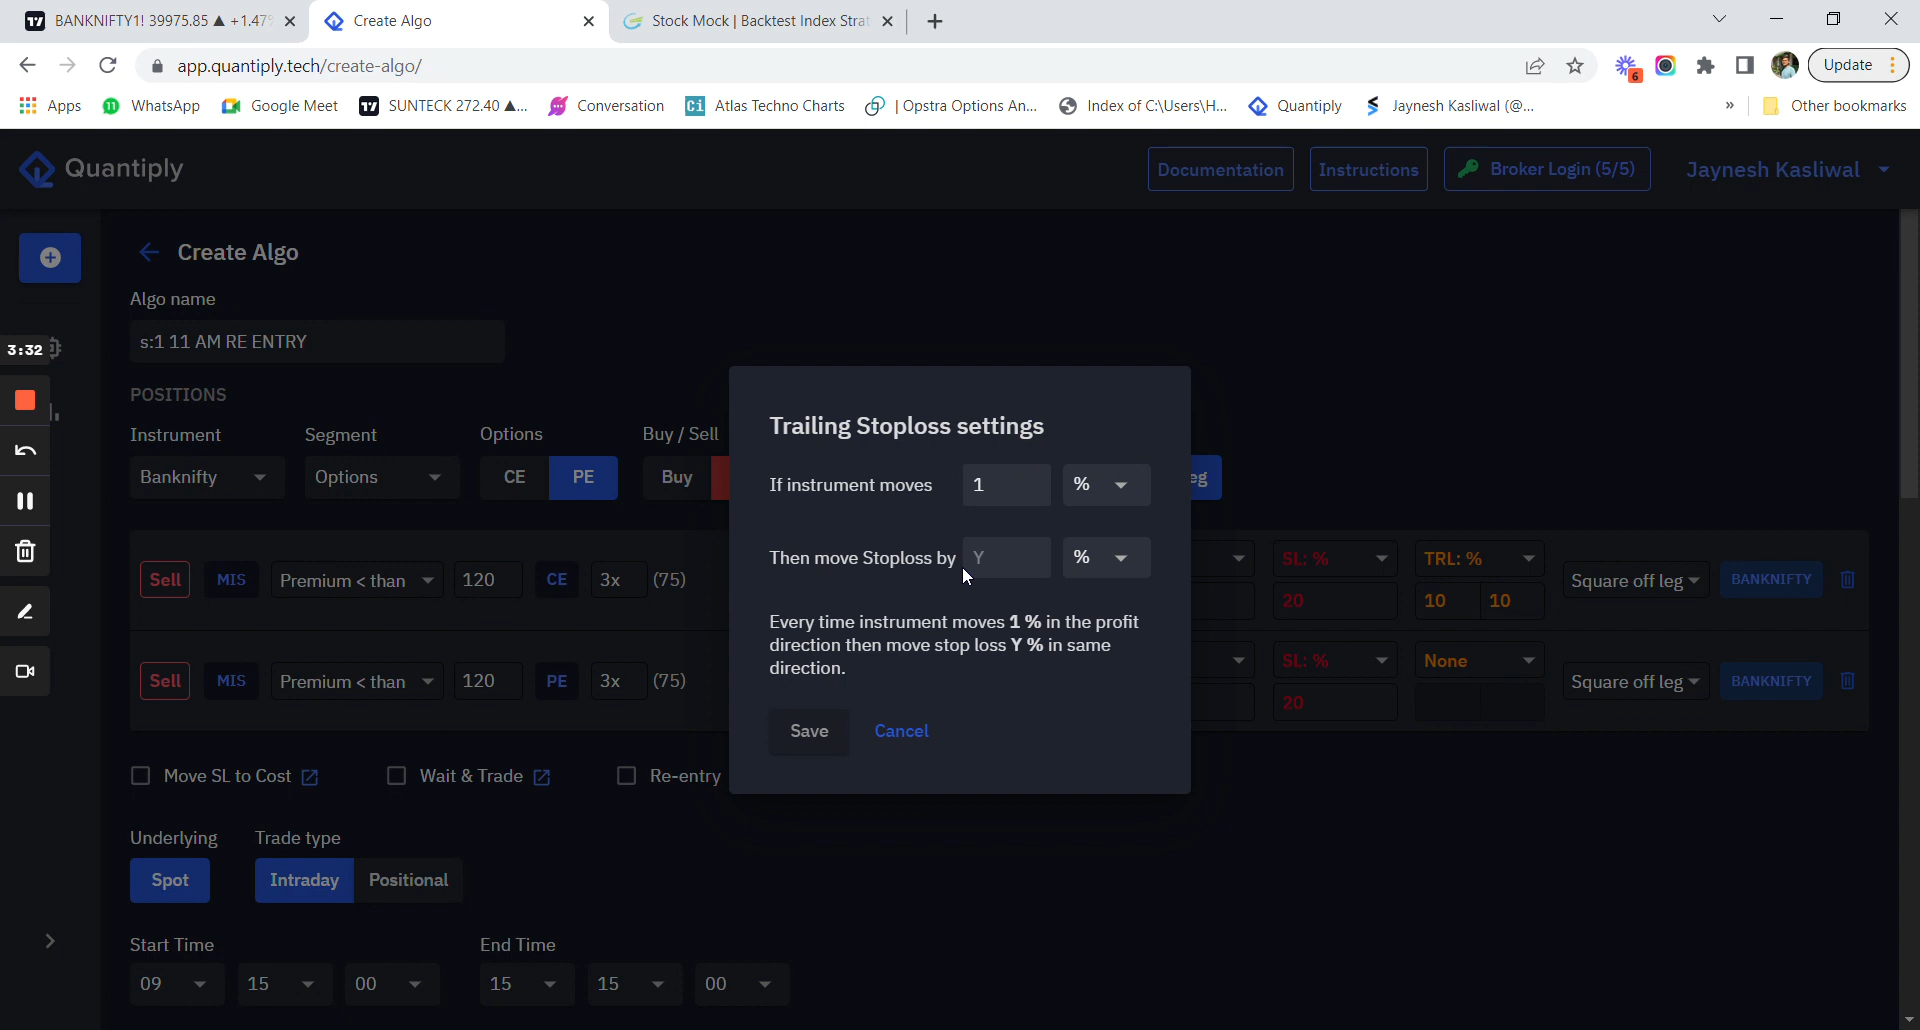 BANKNIFTY1! 39975.85 ▲ +1.47%
Create Algo
Stock Mock | Backtest Index Strat
app.quantiply.tech/create-algo/
6
Update
Apps
WhatsApp
Google Meet
SUNTECK 272.40 ▲...
Conversation
Atlas Techno Charts
| Opstra Options An...
Index of C:\Users\H...
Quantiply
Jaynesh Kasliwal (@...
»
Other bookmarks
Quantiply
Documentation
Instructions
Broker Login (5/5)
Jaynesh Kasliwal
Create Algo
Algo name
s:1 11 AM RE ENTRY
3:32
POSITIONS
Instrument
Segment
Options
Buy / Sell
Banknifty
Options
CE
PE
Buy
eg
Trailing Stoploss settings
If instrument moves
1
%
Then move Stoploss by
Y
%
Every time instrument moves 1 % in the profit
direction then move stop loss Y % in same
direction.
Save
Cancel
Sell
MIS
Premium < than
120
CE
3x
(75)
SL: %
20
TRL: %
10
10
Square off leg
BANKNIFTY
Sell
MIS
Premium < than
120
PE
3x
(75)
SL: %
20
None
Square off leg
BANKNIFTY
Move SL to Cost
Wait & Trade
Re-entry
Underlying
Trade type
Spot
Intraday
Positional
Start Time
End Time
09
15
00
15
15
00